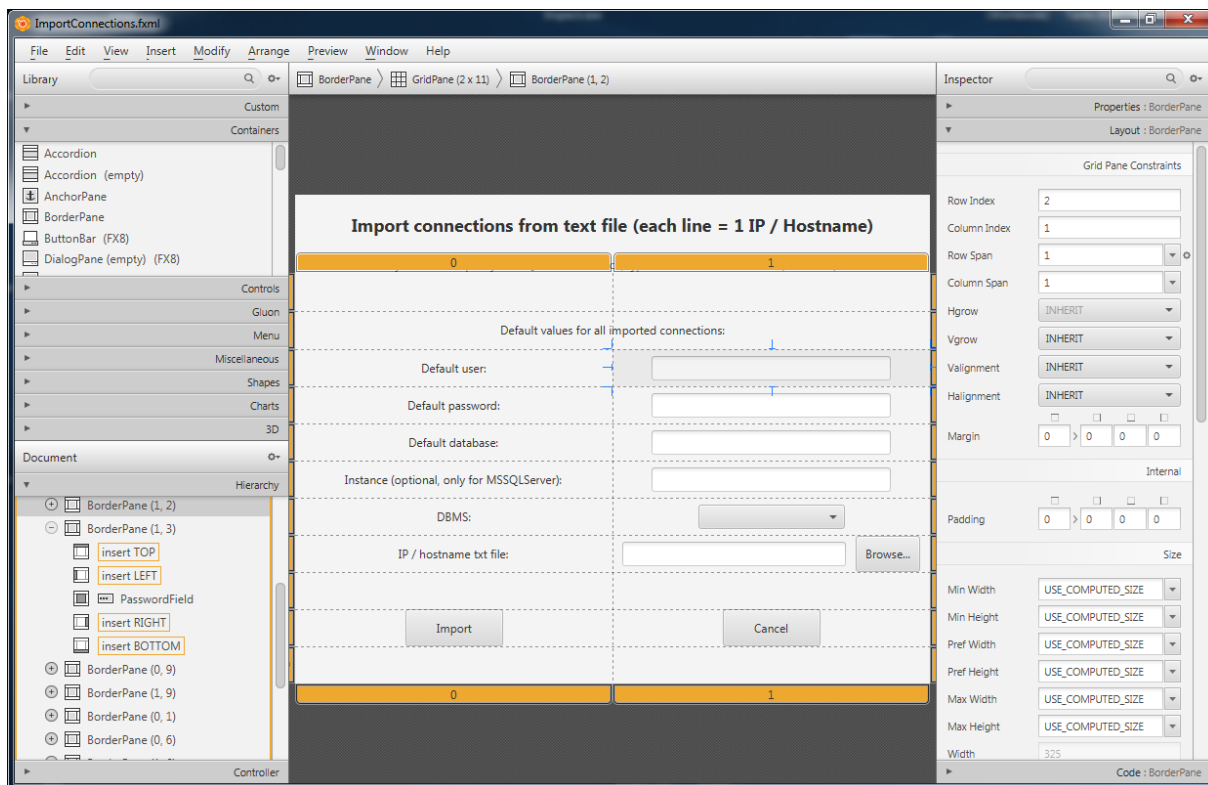 ImportConnections.fxml
File Edit View Insert Modify Arrange Preview Window Help
Library
BorderPane GridPane (2 x 11) BorderPane (1, 2)
Inspector
Custom
Containers
Accordion
Accordion (empty)
AnchorPane
BorderPane
ButtonBar (FX8)
DialogPane (empty) (FX8)
Controls
Gluon
Menu
Miscellaneous
Shapes
Charts
3D
Document
Hierarchy
BorderPane (1, 2)
BorderPane (1, 3)
insert TOP
insert LEFT
PasswordField
insert RIGHT
insert BOTTOM
BorderPane (0, 9)
BorderPane (1, 9)
BorderPane (0, 1)
BorderPane (0, 6)
Controller
Import connections from text file (each line = 1 IP / Hostname)
0 1
Default values for all imported connections:
Default user:
Default password:
Default database:
Instance (optional, only for MSSQLServer):
DBMS:
IP / hostname txt file: Browse...
Import Cancel
0 1
Properties : BorderPane
Layout : BorderPane
Grid Pane Constraints
Row Index 2
Column Index 1
Row Span 1
Column Span 1
Hgrow INHERIT
Vgrow INHERIT
Valignment INHERIT
Halignment INHERIT
Margin 0 0 0 0
Internal
Padding 0 0 0 0
Size
Min Width USE_COMPUTED_SIZE
Min Height USE_COMPUTED_SIZE
Pref Width USE_COMPUTED_SIZE
Pref Height USE_COMPUTED_SIZE
Max Width USE_COMPUTED_SIZE
Max Height USE_COMPUTED_SIZE
Width 325
Code : BorderPane